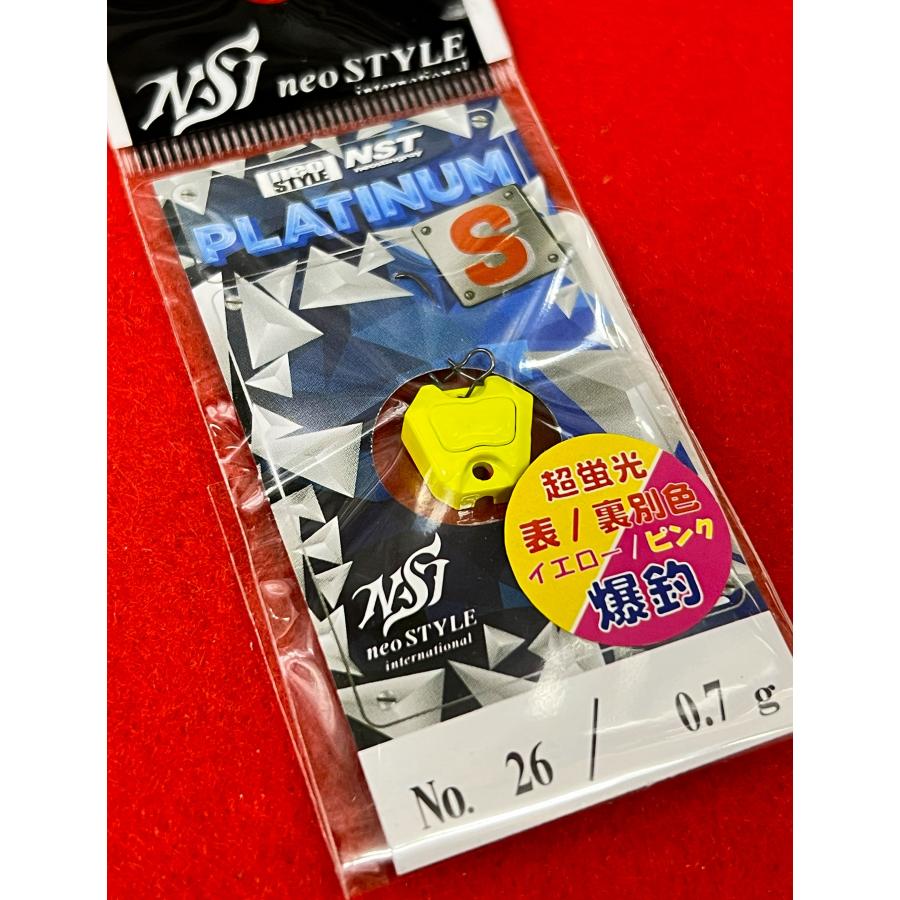 NSI neo STYLE
international
neo
STYLE
NST
PLATINUM
S
超蛍光
表/裏別色
イエロー/ピンク
爆釣
NSI
neo STYLE
international
No. 26 / 0.7 g